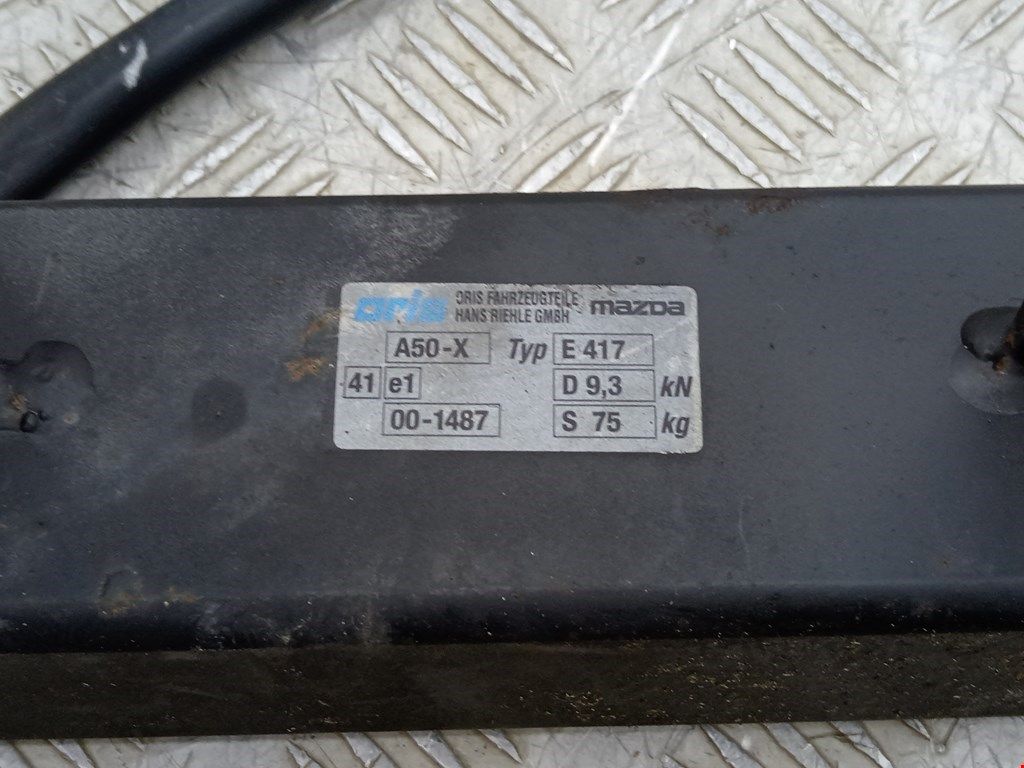 oris ORIS FAHRZEUGTEILE mazda
HANS RIEHLE GMBH
A50-X Typ E 417
41 e1 D 9,3 kN
00-1487 S 75 kg